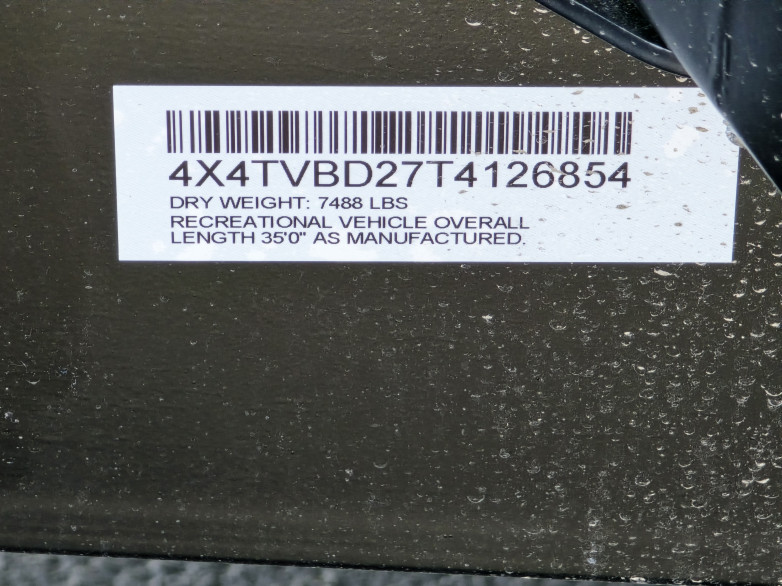 4X4TVBD27T4126854
DRY WEIGHT: 7488 LBS
RECREATIONAL VEHICLE OVERALL
LENGTH 35'0" AS MANUFACTURED.